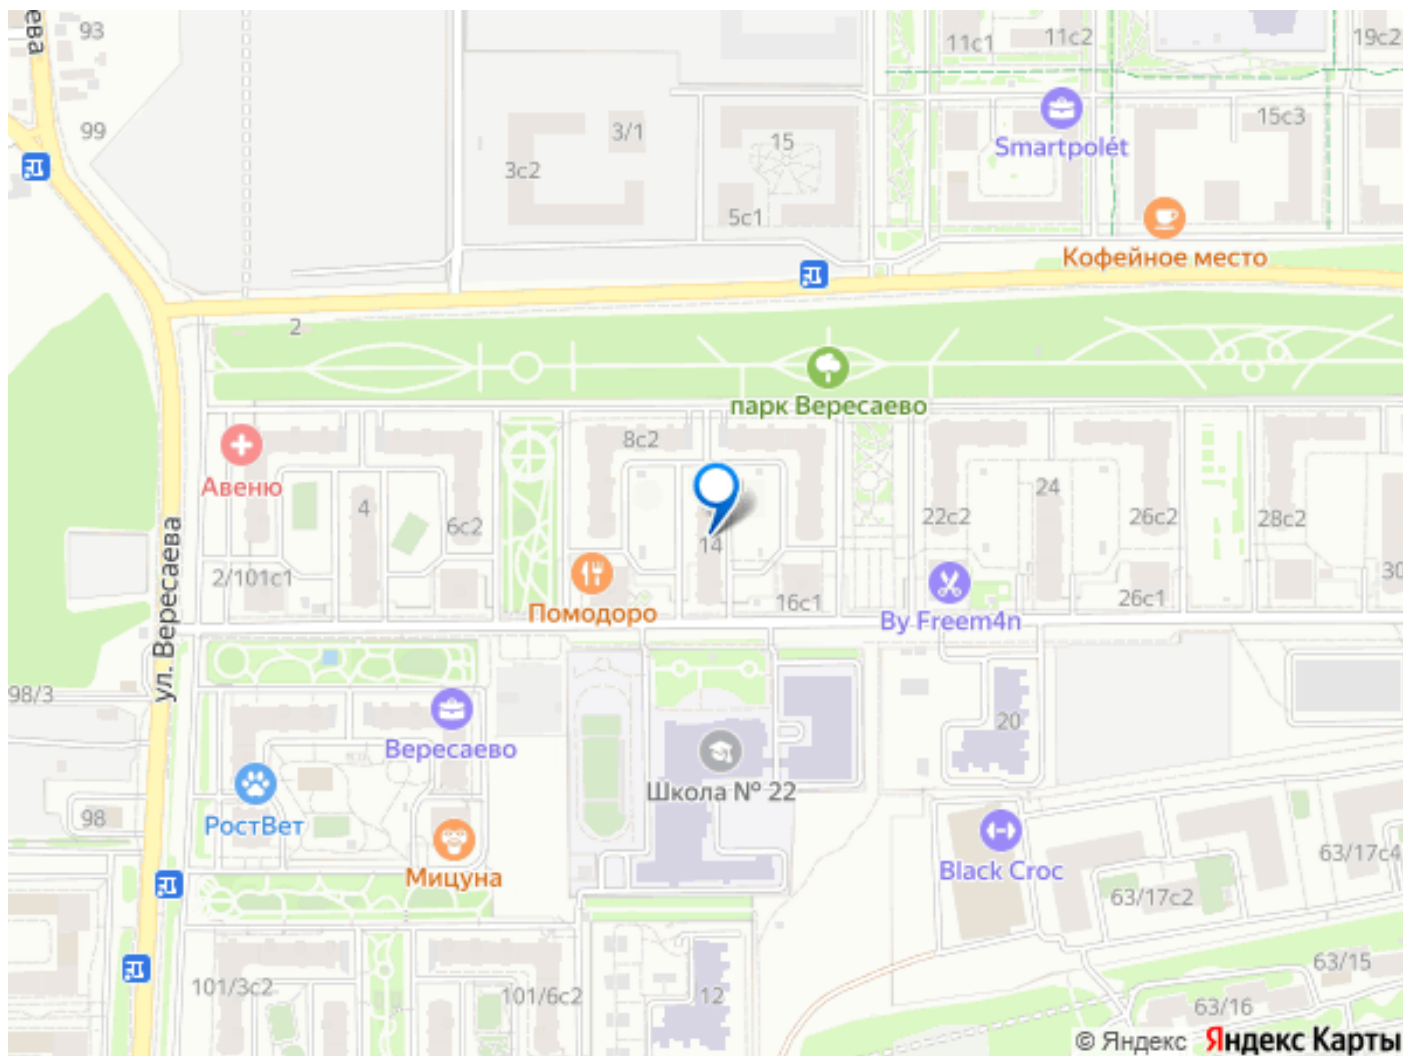 ева
93
11с1
11с2
19с2
99
3/1
3с2
15
5с1
Smartpolét
15с3
Кофейное место
2
парк Вересаево
Авеню
8с2
4
6с2
2/101с1
14
Помодоро
16с1
22с2
24
26с2
28с2
By Freem4n
26с1
30
ул. Вересаева
98/3
Вересаево
20
Школа № 22
98
РостВет
Мицуна
Black Croc
63/17с4
63/17с2
101/3с2
101/6с2
12
63/15
63/16
© Яндекс Яндекс Карты